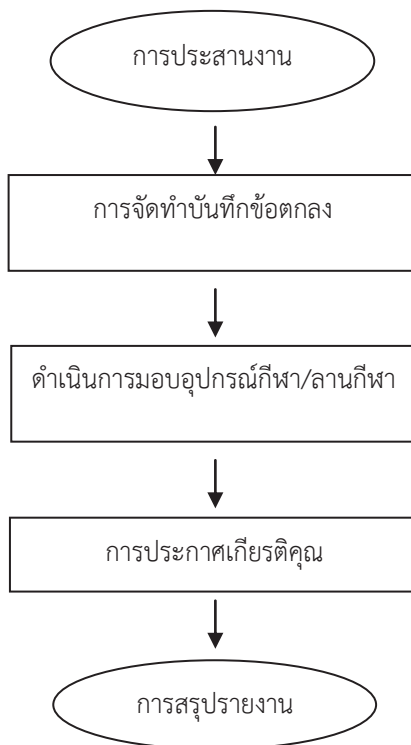 การประสานงาน
การจัดทำบันทึกข้อตกลง
ดำเนินการมอบอุปกรณ์กีฬา/ลานกีฬา
การประกาศเกียรติคุณ
การสรุปรายงาน